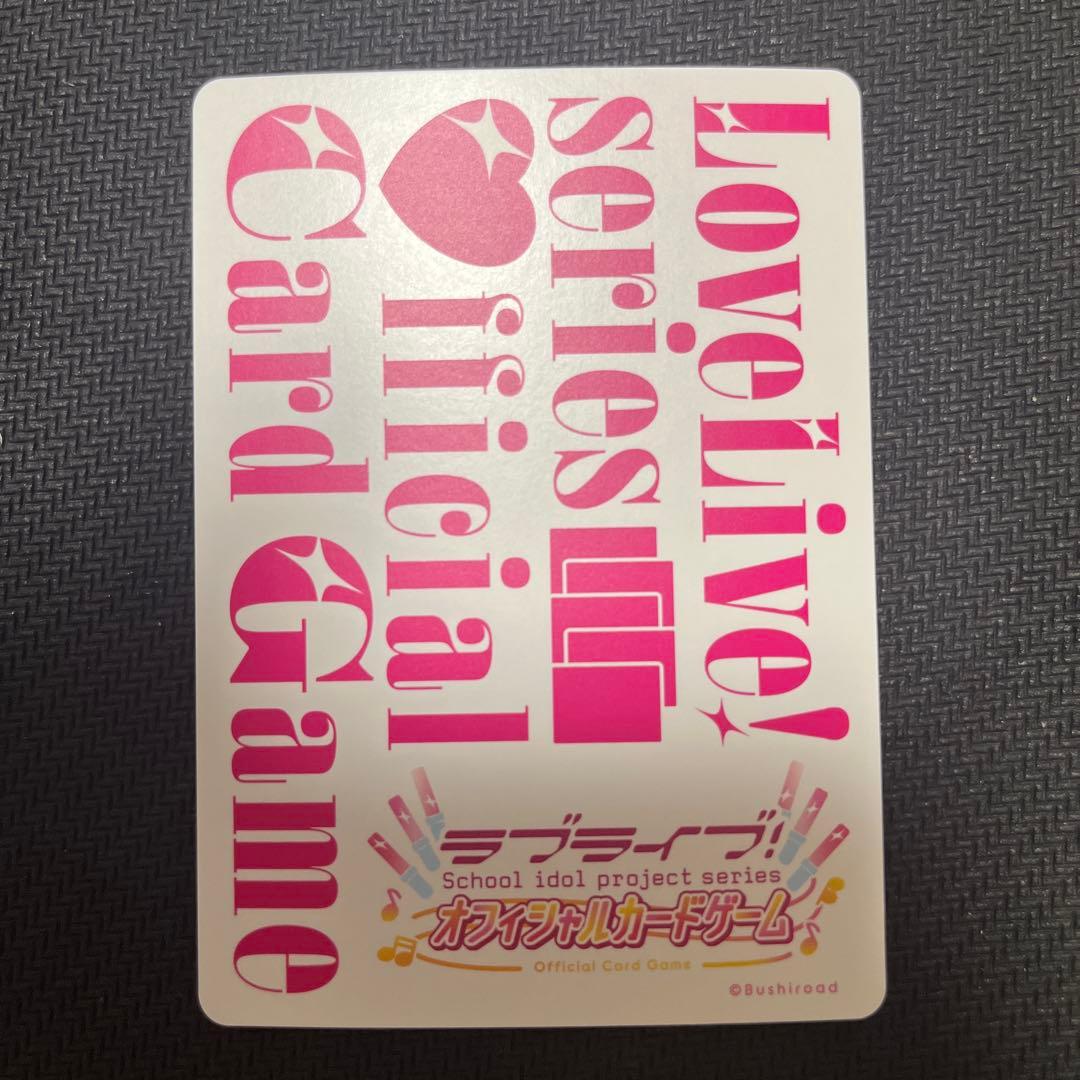 LoveLive!
series
♥fficial
Card Game
ラブライブ!
School idol project series
オフィシャルカードゲーム
Official Card Game
©Bushiroad